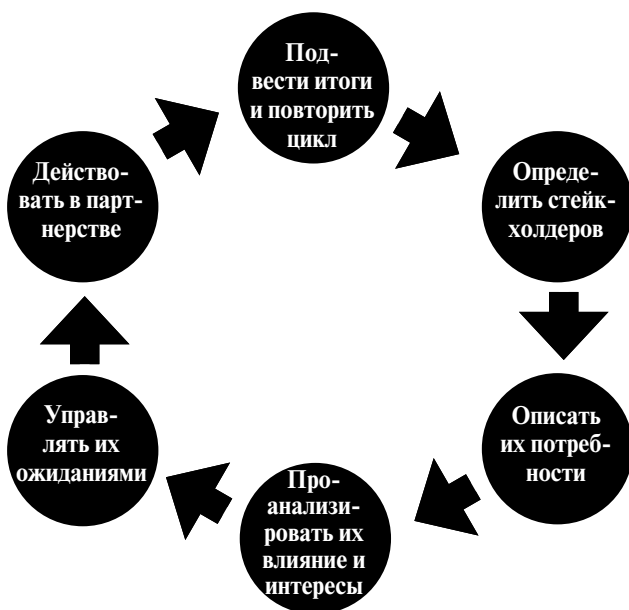 Под-
вести итоги
и повторить
цикл
Опреде-
лить стейк-
холдеров
Описать
их потреб-
ности
Про-
анализи-
ровать их
влияние и
интересы
Управ-
лять их
ожиданиями
Действо-
вать в парт-
нерстве